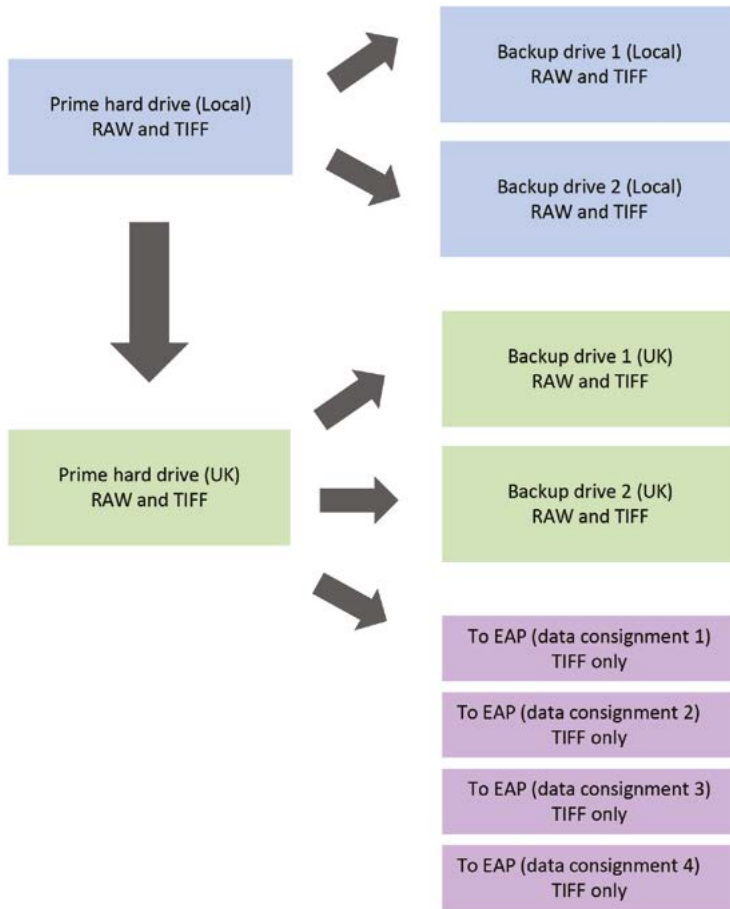 Prime hard drive (Local)
RAW and TIFF
Backup drive 1 (Local)
RAW and TIFF
Backup drive 2 (Local)
RAW and TIFF
Prime hard drive (UK)
RAW and TIFF
Backup drive 1 (UK)
RAW and TIFF
Backup drive 2 (UK)
RAW and TIFF
To EAP (data consignment 1)
TIFF only
To EAP (data consignment 2)
TIFF only
To EAP (data consignment 3)
TIFF only
To EAP (data consignment 4)
TIFF only